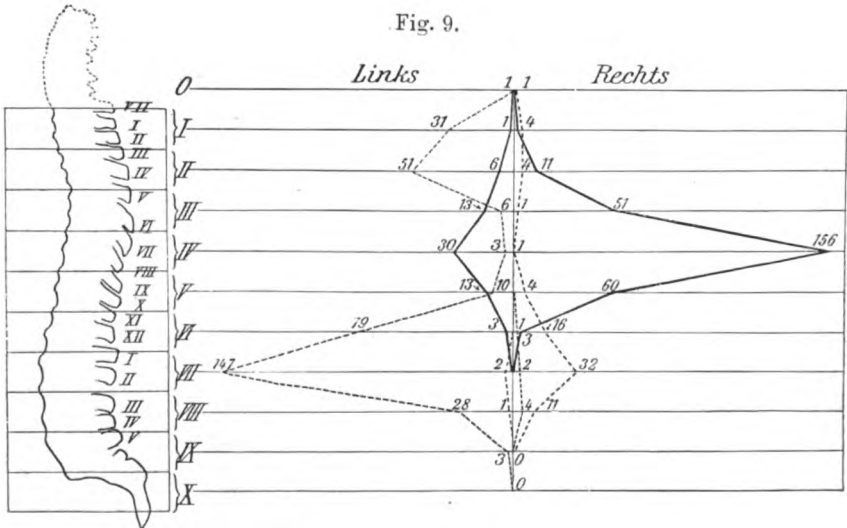 Fig. 9.
Links Rechts
O 1 1
VII
I I 31 1 4
II
III II 51 6 4 11
IV
V III 13 6 1 51
VI
VII IV 30 3 1 156
VIII
IX V 13 10 4 60
X
XI VI 79 3 1 16
XII 3
I VII 147 2 2 32
II
III VIII 28 1 4 11
IV
V IX 3 0
X 0